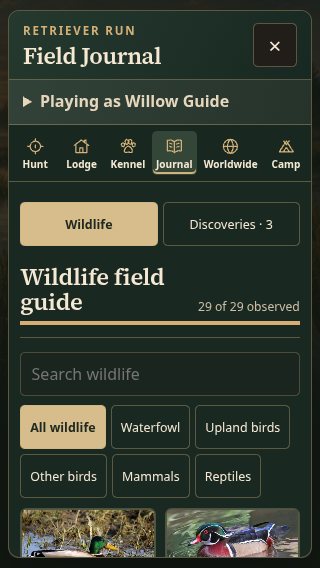 RETRIEVER RUN
Field Journal
Playing as Willow Guide
Hunt Lodge Kennel Journal Worldwide Camp
Wildlife Discoveries · 3
Wildlife field
guide
29 of 29 observed
Search wildlife
All wildlife Waterfowl Upland birds
Other birds Mammals Reptiles